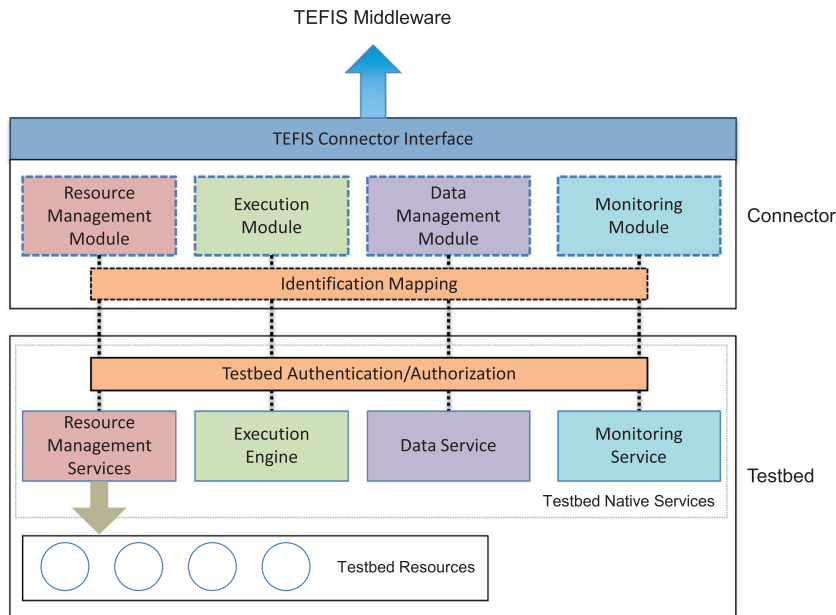 TEFIS Middleware
TEFIS Connector Interface
Resource
Management
Module
Execution
Module
Data
Management
Module
Monitoring
Module
Connector
Identification Mapping
Testbed Authentication/Authorization
Resource
Management
Services
Execution
Engine
Data Service
Monitoring
Service
Testbed
Testbed Native Services
Testbed Resources